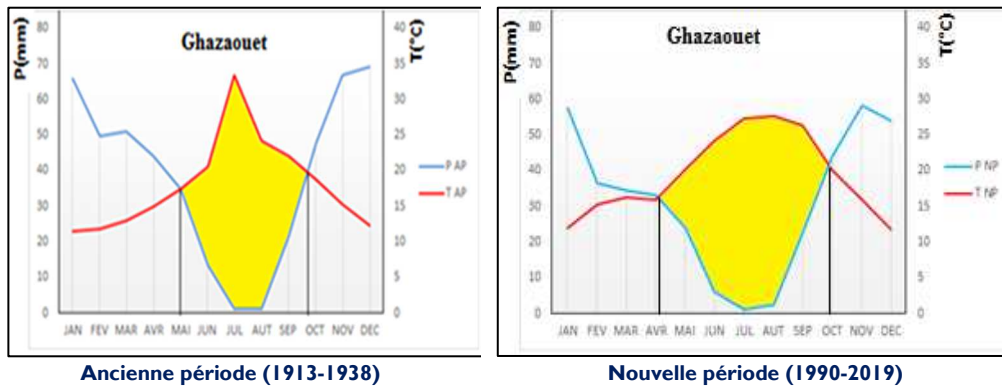 Ghazaouet
P(mm)
T(°C)
80
70
60
50
40
30
20
10
0
40
35
30
25
20
15
10
5
0
P AP
T AP
JAN FEV MAR AVR MAI JUN JUL AUT SEP OCT NOV DEC
Ancienne période (1913-1938)
Ghazaouet
P(mm)
T(°C)
80
70
60
50
40
30
20
10
0
40
35
30
25
20
15
10
5
0
P NP
T NP
JAN FEV MAR AVR MAI JUN JUL AUT SEP OCT NOV DEC
Nouvelle période (1990-2019)